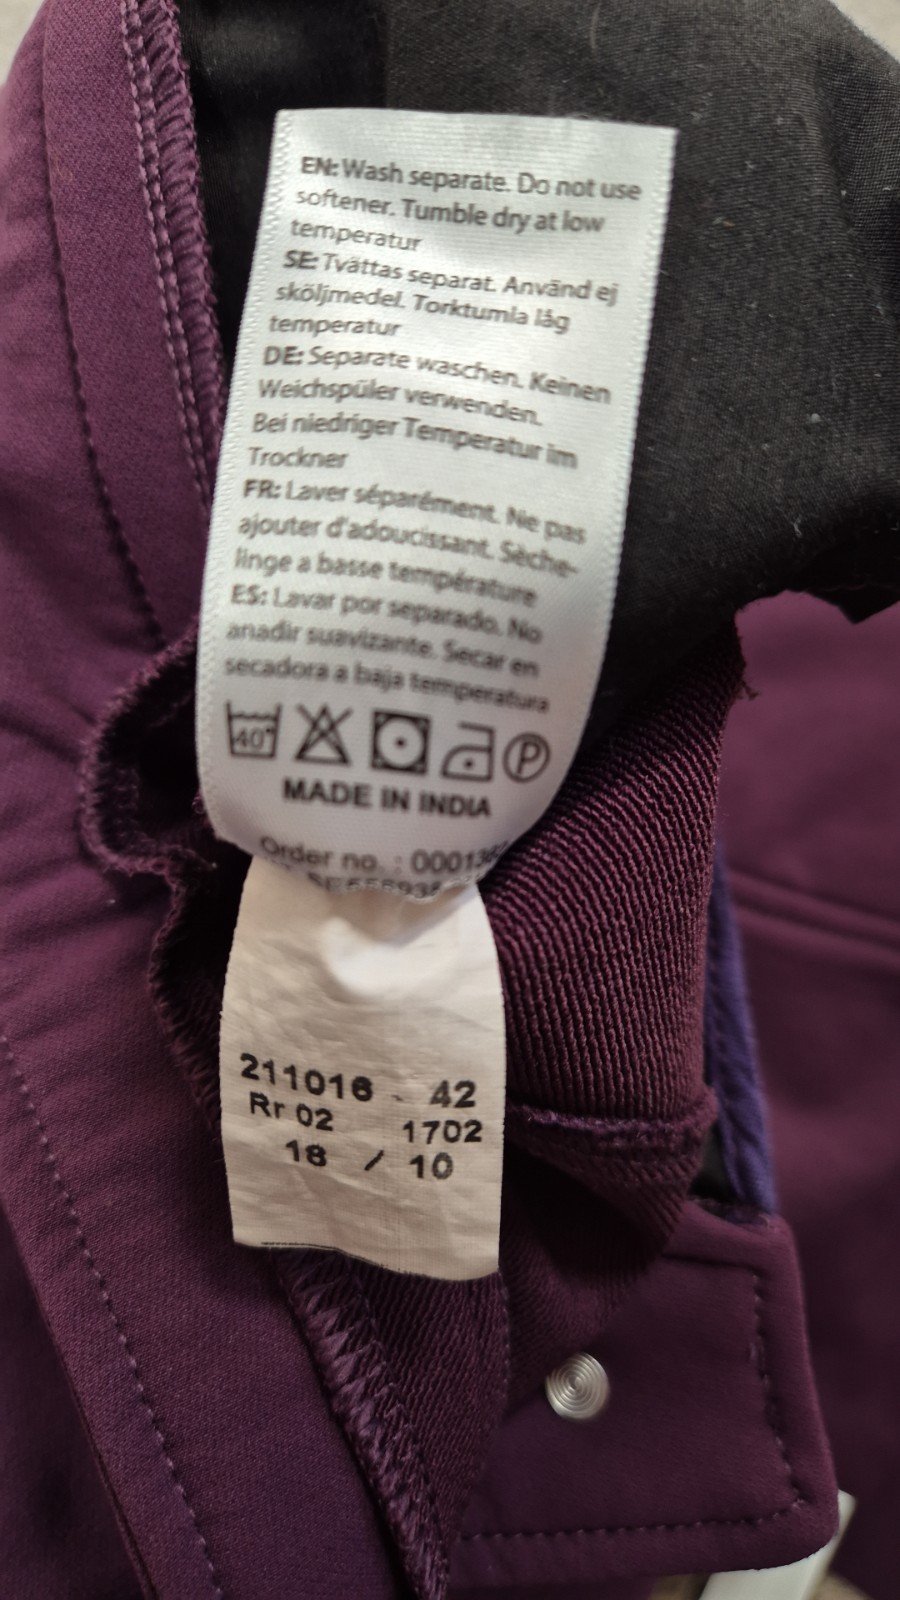 EN: Wash separate. Do not use
softener. Tumble dry at low
temperatur
SE: Tvättas separat. Använd ej
sköljmedel. Torktumla låg
temperatur
DE: Separate waschen. Keinen
Weichspüler verwenden.
Bei niedriger Temperatur im
Trockner
FR: Laver séparément. Ne pas
ajouter d'adoucissant. Sèche-
linge a basse température
ES: Lavar por separado. No
anadir suavizante. Secar en
secadora a baja temperatura
40° P
MADE IN INDIA
Order no. :
211016 - 42
Rr 02 1702
18 / 10